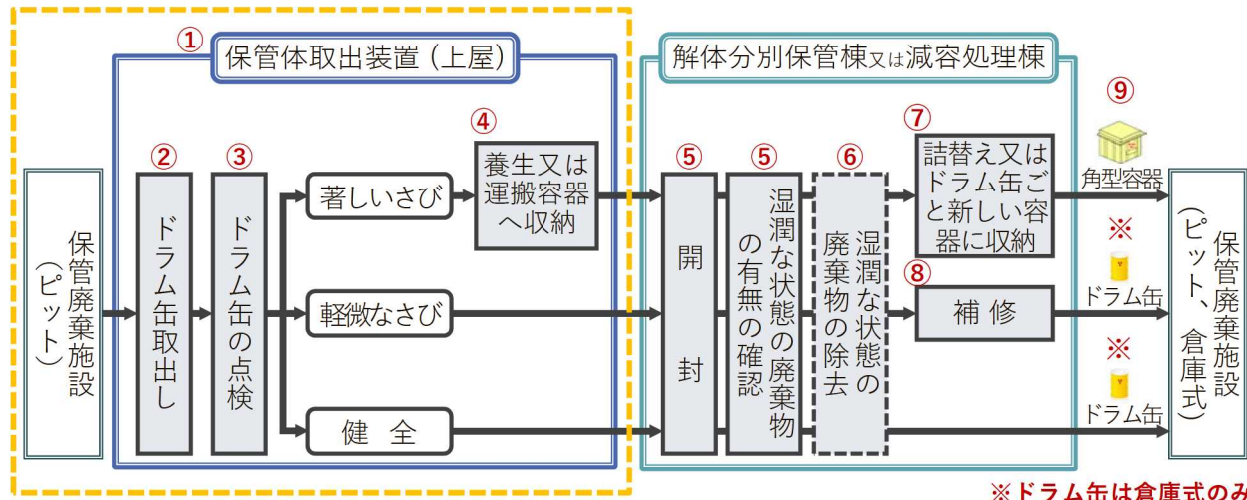 ①
保管体取出装置（上屋）
解体分別保管棟又は減容処理棟
保管廃棄施設
（ピット）
②
ドラム缶取出し
③
ドラム缶の点検
著しいさび
軽微なさび
健 全
④
養生又は
運搬容器
へ収納
⑤
開 封
⑤
湿潤な状態の廃棄物
の有無の確認
⑥
湿潤な状態の
廃棄物の除去
⑦
詰替え又は
ドラム缶ご
と新しい容
器に収納
⑧
補 修
⑨
角型容器
※
ドラム缶
※
ドラム缶
保管廃棄施設
（ピット、倉庫式）
※ドラム缶は倉庫式のみ